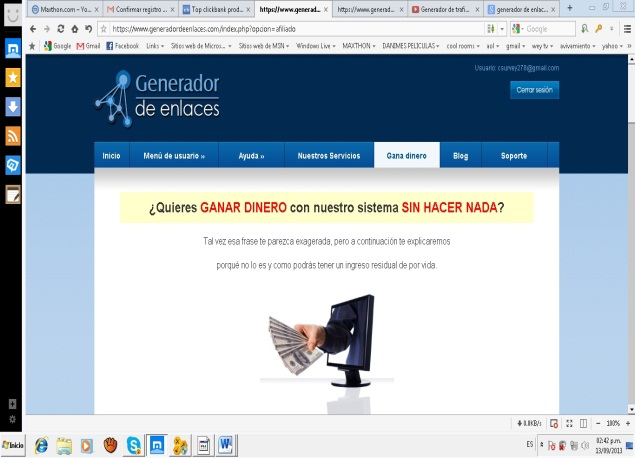 Maxthon.com – Yo...
Confirmar registro ...
Top clickbank prod...
https://www.generad...
https://www.generad...
Generador de trafi...
generador de enlac...
https://www.generadordeenlaces.com/index.php?opcion=afiliado
Google
Google
Gmail
Facebook
Links
Sitios web de Micros...
Sitios web de MSN
Windows Live
MAXTHON
DANIMES PELICULAS
cool rooms
aol
gmail
wey tv
avivamiento
yahoo
Usuario: csurvey278@gmail.com
Generador
de enlaces
Cerrar sesión
Inicio
Menú de usuario »
Ayuda »
Nuestros Servicios
Gana dinero
Blog
Soporte
¿Quieres GANAR DINERO con nuestro sistema SIN HACER NADA?
Tal vez esa frase te parezca exagerada, pero a continuación te explicaremos
porqué no lo es y como podrás tener un ingreso residual de por vida.
0.0KB/s
100%
Inicio
ES
02:42 p.m.
13/09/2013